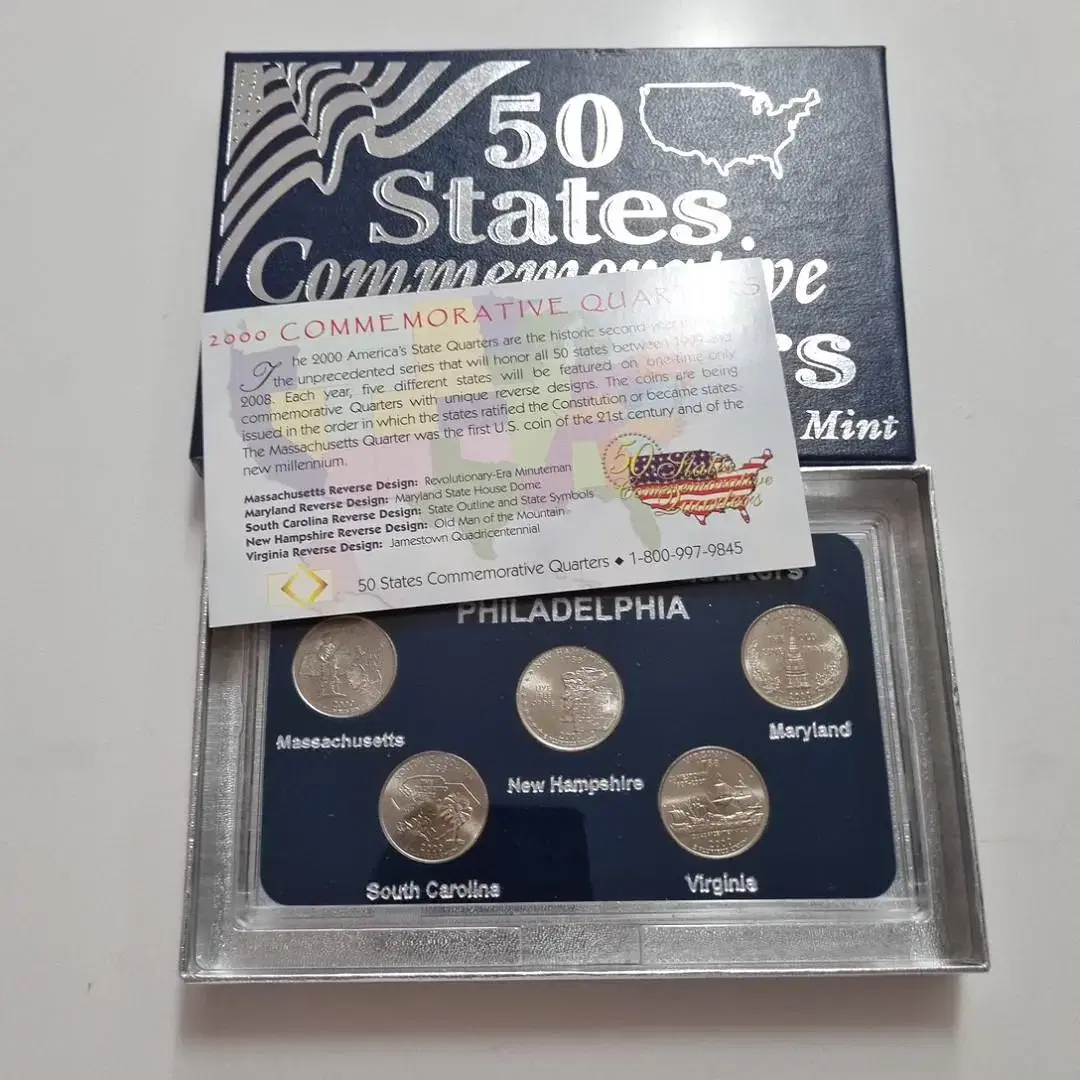 50
States
Commemorative
Mint
2000 COMMEMORATIVE QUARTERS
The 2000 America's State Quarters are the historic second year
the unprecedented series that will honor all 50 states between 1999 and
2008. Each year, five different states will be featured on one-time only
commemorative Quarters with unique reverse designs. The coins are being
issued in the order in which the states ratified the Constitution or became states.
The Massachusetts Quarter was the first U.S. coin of the 21st century and of the
new millennium.
Massachusetts Reverse Design: Revolutionary-Era Minuteman
Maryland Reverse Design: Maryland State House Dome
South Carolina Reverse Design: State Outline and State Symbols
New Hampshire Reverse Design: Old Man of the Mountain
Virginia Reverse Design: Jamestown Quadricentennial
50 State
Commemorative
Quarters
50 States Commemorative Quarters ◆ 1-800-997-9845
PHILADELPHIA
Massachusetts
New Hampshire
Maryland
South Carolina
Virginia
2000
2000